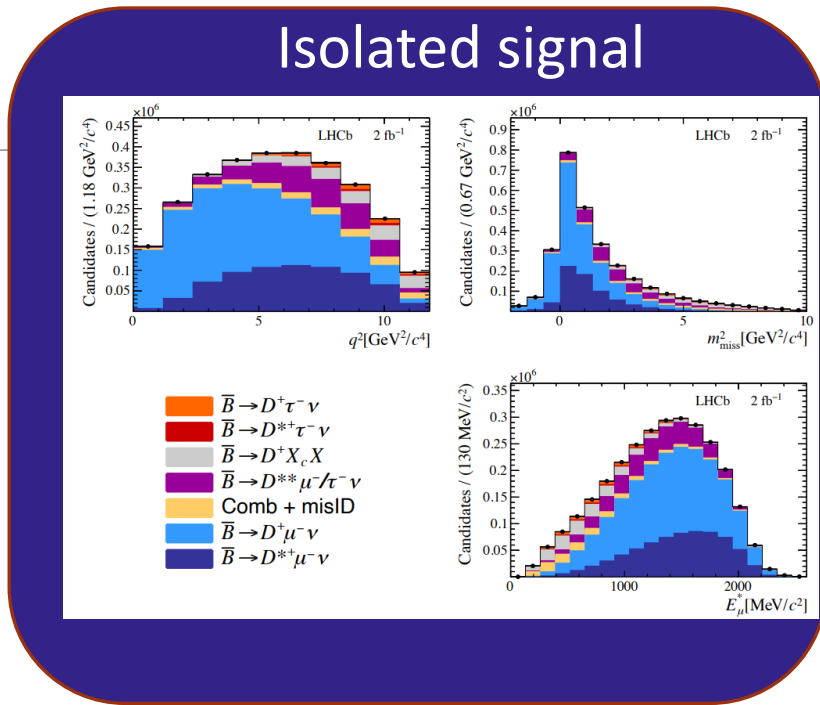 Isolated signal
×10⁶
LHCb 2 fb⁻¹
Candidates / (1.18 GeV²/c⁴)
0.45
0.4
0.35
0.3
0.25
0.2
0.15
0.1
0.05
0 5 10
q²[GeV²/c⁴]
×10⁶
LHCb 2 fb⁻¹
Candidates / (0.67 GeV²/c⁴)
0.9
0.8
0.7
0.6
0.5
0.4
0.3
0.2
0.1
0 5 10
m²miss[GeV²/c⁴]
B̅→D⁺τ⁻ν
B̅→D*⁺τ⁻ν
B̅→D⁺X_cX
B̅→D**μ⁻/τ⁻ν
Comb + misID
B̅→D⁺μ⁻ν
B̅→D*⁺μ⁻ν
×10⁶
LHCb 2 fb⁻¹
Candidates / (130 MeV/c²)
0.35
0.3
0.25
0.2
0.15
0.1
0.05
0 1000 2000
E*μ[MeV/c²]